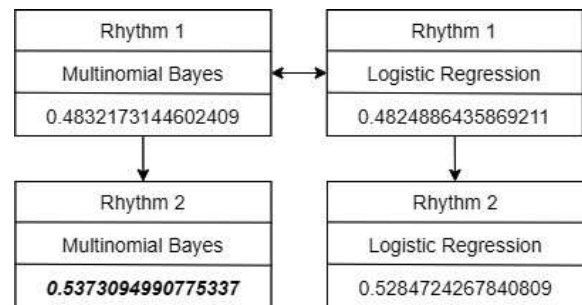 Rhythm 1
Multinomial Bayes
0.4832173144602409
Rhythm 1
Logistic Regression
0.4824886435869211
Rhythm 2
Multinomial Bayes
0.5373094990775337
Rhythm 2
Logistic Regression
0.5284724267840809